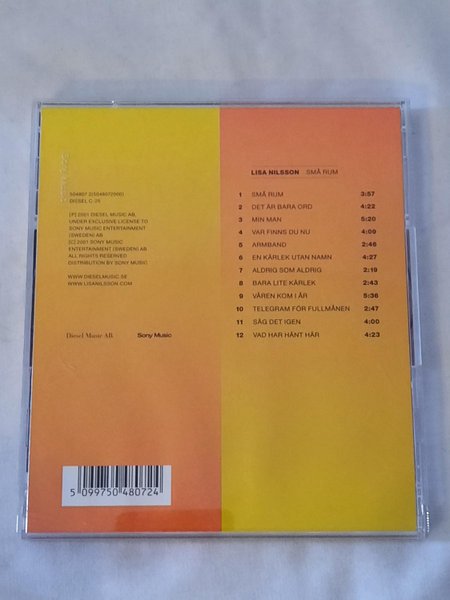 504807 2(5048072000)
DIESEL C-25
(P) 2001 DIESEL MUSIC AB,
UNDER EXCLUSIVE LICENSE TO
SONY MUSIC ENTERTAINMENT
(SWEDEN) AB
(C) 2001 SONY MUSIC
ENTERTAINMENT (SWEDEN) AB
ALL RIGHTS RESERVED
DISTRIBUTION BY SONY MUSIC
WWW.DIESELMUSIC.SE
WWW.LISANILSSON.COM
Diesel Music AB Sony Music
5 099750 480724
LISA NILSSON SMÅ RUM
1 SMÅ RUM 3:57
2 DET ÄR BARA ORD 4:22
3 MIN MAN 5:20
4 VAR FINNS DU NU 4:09
5 ARMBAND 2:46
6 EN KÄRLEK UTAN NAMN 4:27
7 ALDRIG SOM ALDRIG 2:19
8 BARA LITE KÄRLEK 2:43
9 VÅREN KOM I ÅR 5:36
10 TELEGRAM FÖR FULLMÅNEN 2:47
11 SÄG DET IGEN 4:00
12 VAD HAR HÄNT HÄR 4:23